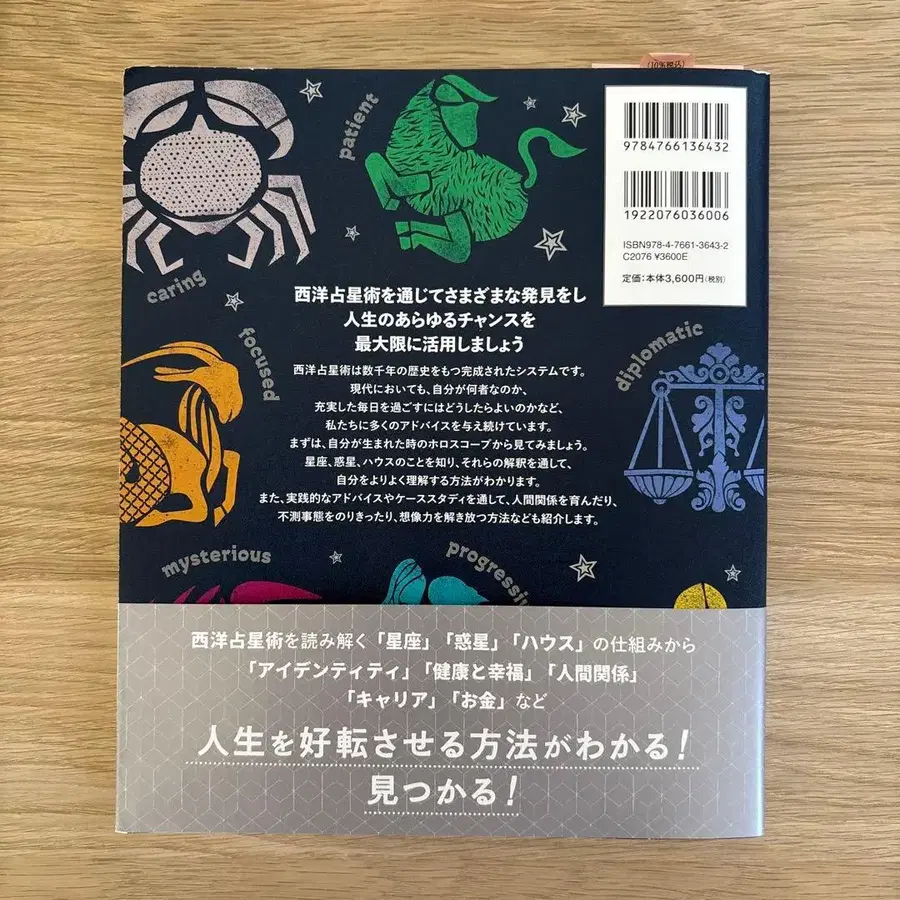 (10%税込)
9784766136432
1922076036006
ISBN978-4-7661-3643-2
C2076 ¥3600E
定価:本体3,600円(税別)
patient
caring
focused
diplomatic
西洋占星術を通じてさまざまな発見をし
人生のあらゆるチャンスを
最大限に活用しましょう
西洋占星術は数千年の歴史をもつ完成されたシステムです。
現代においても、自分が何者なのか、
充実した毎日を過ごすにはどうしたらよいのかなど、
私たちに多くのアドバイスを与え続けています。
まずは、自分が生まれた時のホロスコープから見てみましょう。
星座、惑星、ハウスのことを知り、それらの解釈を通して、
自分をよりよく理解する方法がわかります。
また、実践的なアドバイスやケーススタディを通して、人間関係を育んだり、
不測事態をのりきったり、想像力を解き放つ方法なども紹介します。
mysterious
progressiv
西洋占星術を読み解く「星座」「惑星」「ハウス」の仕組みから
「アイデンティティ」「健康と幸福」「人間関係」
「キャリア」「お金」など
人生を好転させる方法がわかる!
見つかる!